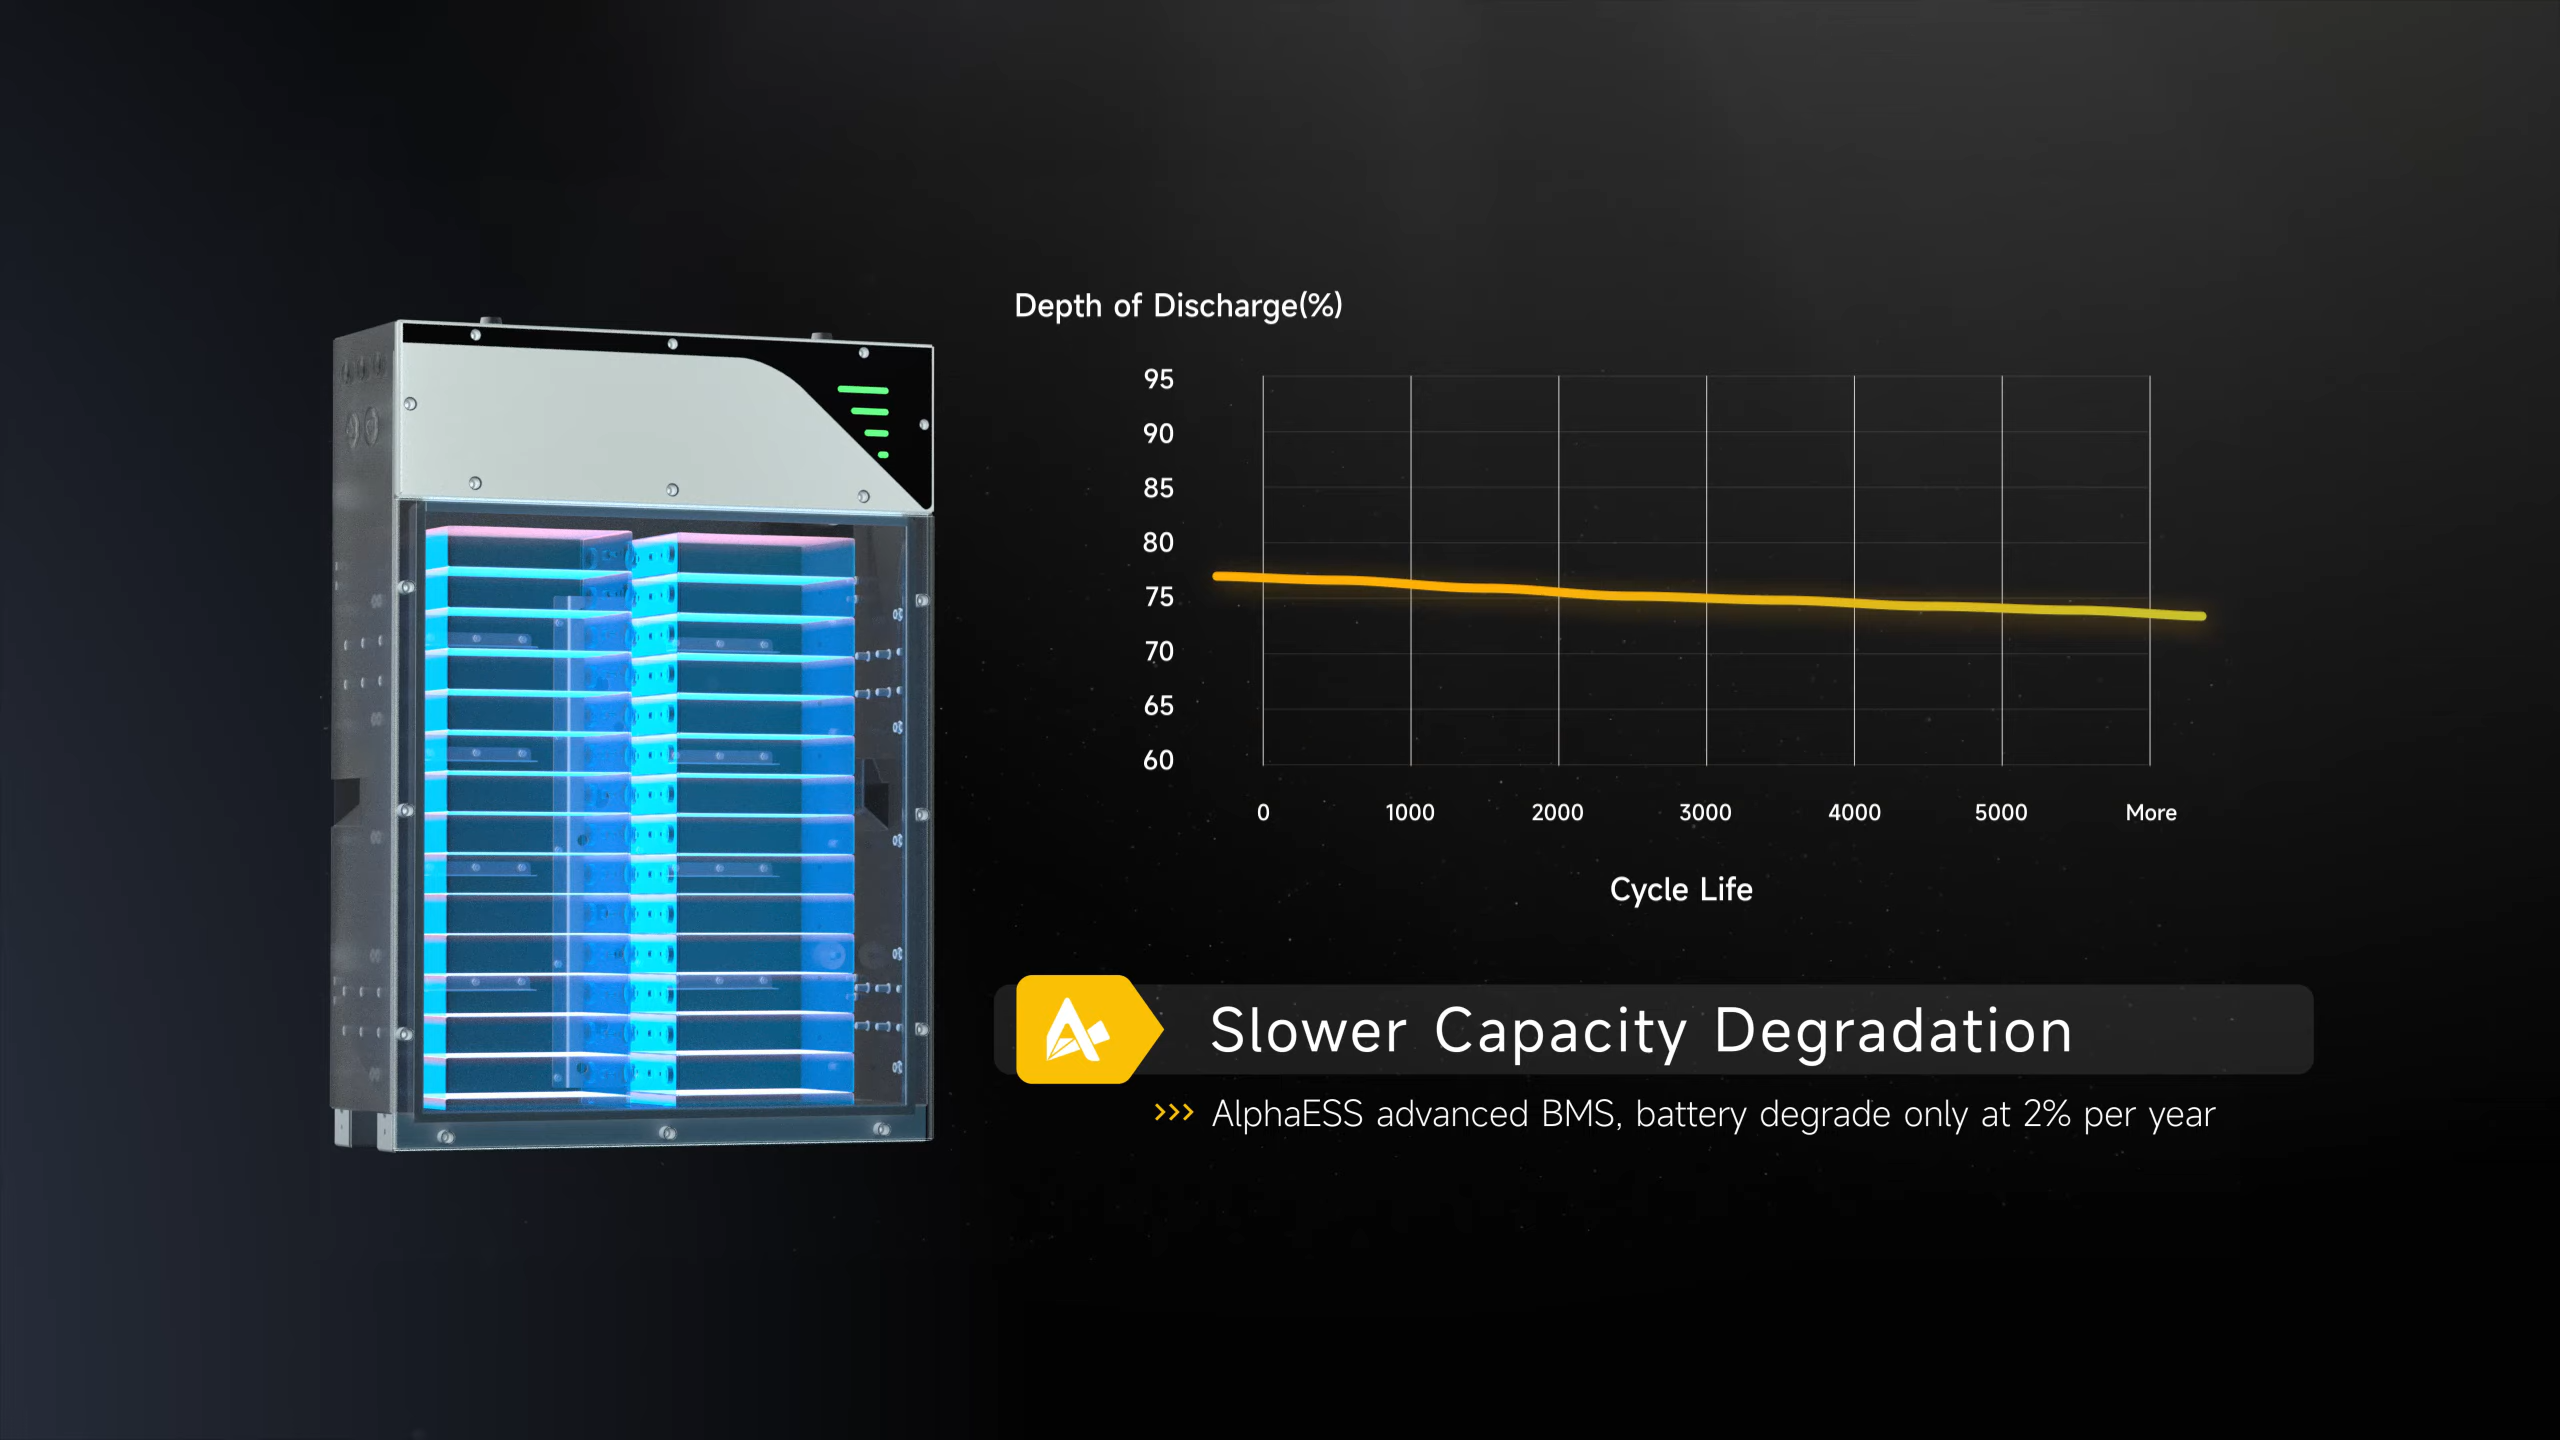 Depth of Discharge(%)
95
90
85
80
75
70
65
60
0 1000 2000 3000 4000 5000 More
Cycle Life
Slower Capacity Degradation
>>> AlphaESS advanced BMS, battery degrade only at 2% per year